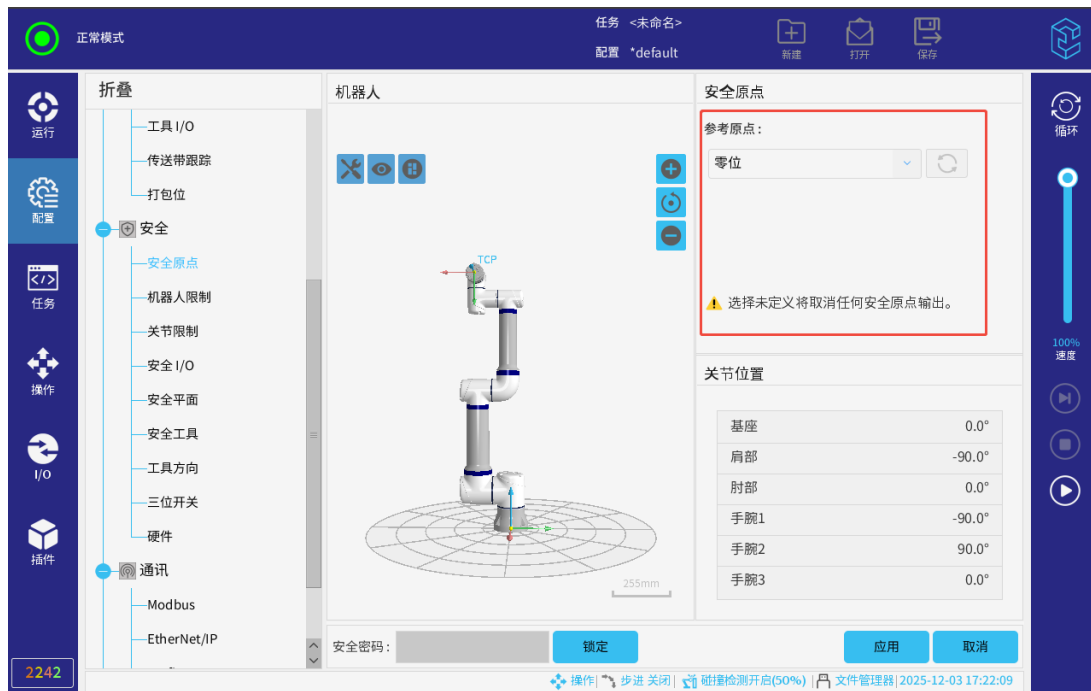 正常模式
任务 <未命名>
配置 *default
新建
打开
保存
运行
配置
任务
操作
I/O
插件
2242
折叠
工具 I/O
传送带跟踪
打包位
安全
安全原点
机器人限制
关节限制
安全 I/O
安全平面
安全工具
工具方向
三位开关
硬件
通讯
Modbus
EtherNet/IP
机器人
TCP
255mm
安全原点
参考原点：
零位
选择未定义将取消任何安全原点输出。
关节位置
基座 0.0°
肩部 -90.0°
肘部 0.0°
手腕1 -90.0°
手腕2 90.0°
手腕3 0.0°
循环
100%
速度
安全密码： 锁定 应用 取消
操作| 步进 关闭| 碰撞检测开启(50%) | 文件管理器| 2025-12-03 17:22:09